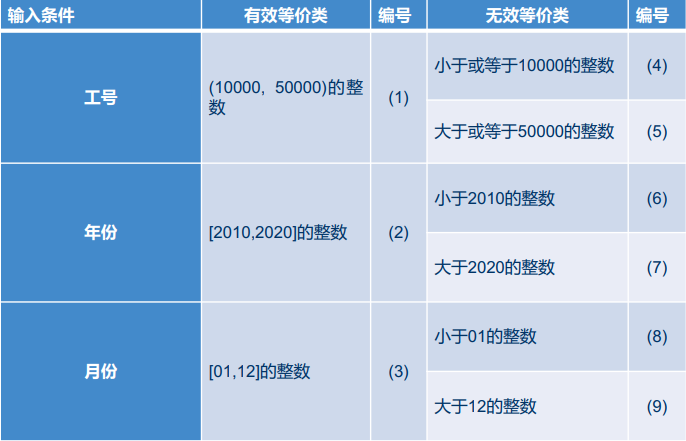 输入条件 有效等价类 编号 无效等价类 编号
工号
(10000, 50000)的整
数
(1)
小于或等于10000的整数 (4)
大于或等于50000的整数 (5)
年份
[2010,2020]的整数
(2)
小于2010的整数 (6)
大于2020的整数 (7)
月份
[01,12]的整数
(3)
小于01的整数 (8)
大于12的整数 (9)